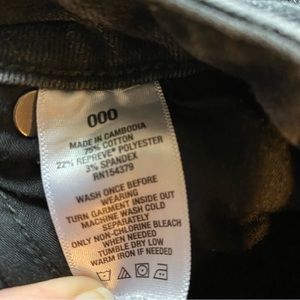 000
MADE IN CAMBODIA
75% COTTON
22% REPREVE® POLYESTER
3% SPANDEX
RN154379
WASH ONCE BEFORE
WEARING
TURN GARMENT INSIDE OUT
MACHINE WASH COLD
SEPARATELY
ONLY NON-CHLORINE BLEACH
WHEN NEEDED
TUMBLE DRY LOW
WARM IRON IF NEEDED